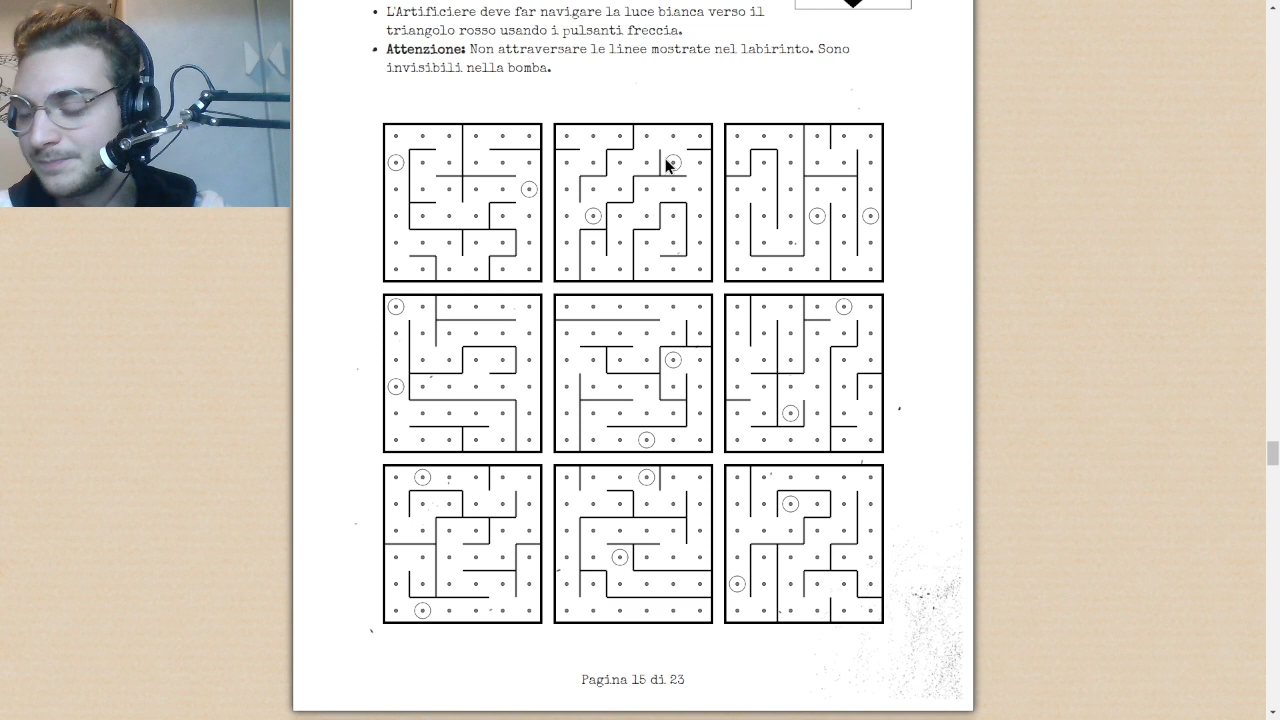 • L'Artificiere deve far navigare la luce bianca verso il
triangolo rosso usando i pulsanti freccia.
• Attenzione: Non attraversare le linee mostrate nel labirinto. Sono
invisibili nella bomba.
Pagina 15 di 23